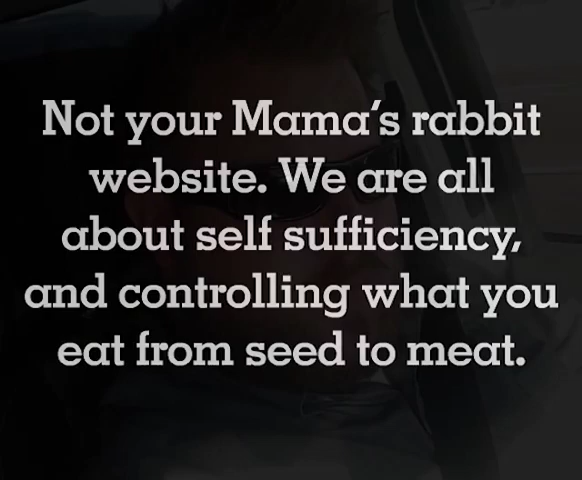 Not your Mama's rabbit
website. We are all
about self sufficiency,
and controlling what you
eat from seed to meat.